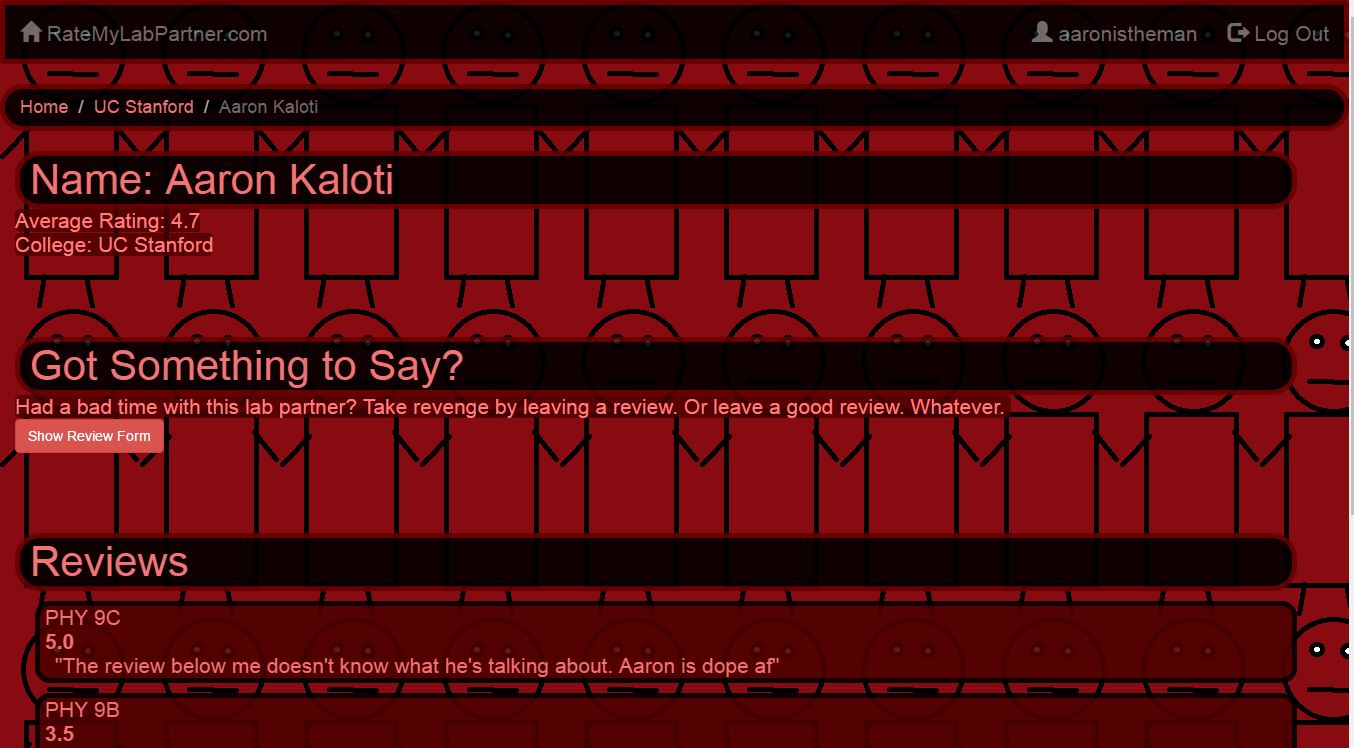 RateMyLabPartner.com aaronistheman Log Out
Home / UC Stanford / Aaron Kaloti
Name: Aaron Kaloti
Average Rating: 4.7
College: UC Stanford
Got Something to Say?
Had a bad time with this lab partner? Take revenge by leaving a review. Or leave a good review. Whatever.
Show Review Form
Reviews
PHY 9C
5.0
"The review below me doesn't know what he's talking about. Aaron is dope af"
PHY 9B
3.5